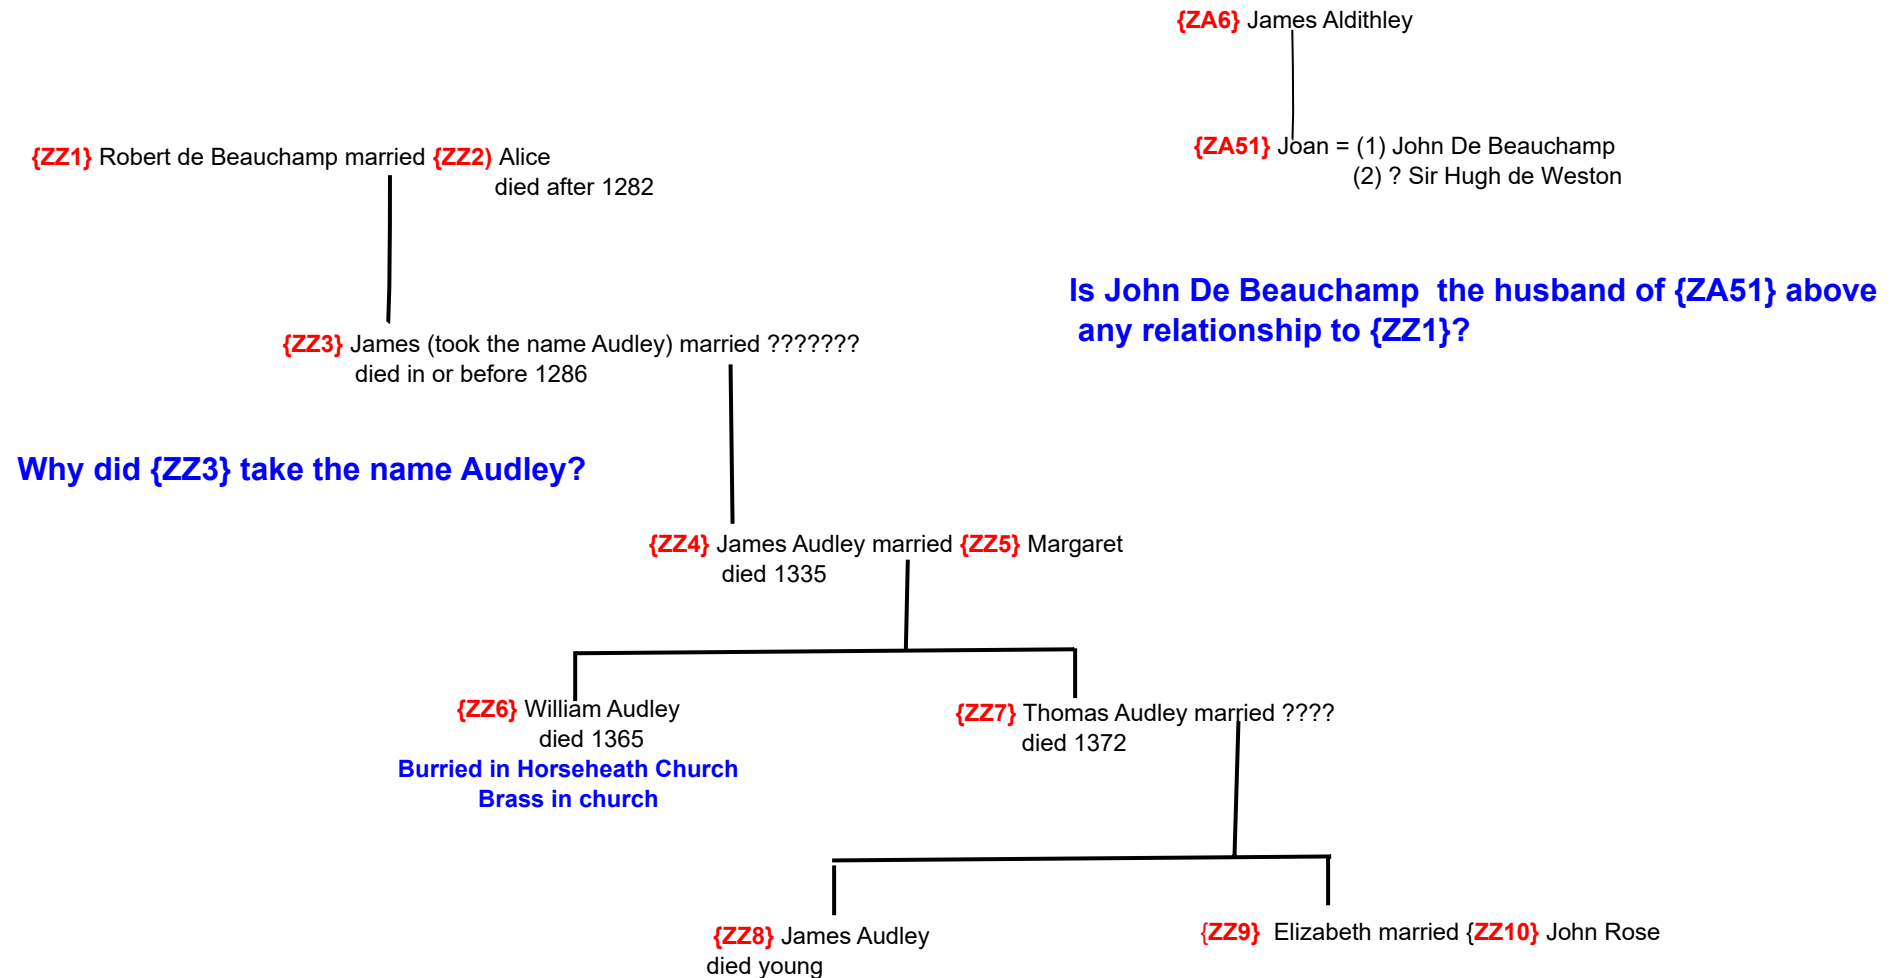 {ZA6} James Aldithley
{ZZ1} Robert de Beauchamp married {ZZ2) Alice
died after 1282
{ZA51} Joan = (1) John De Beauchamp
(2) ? Sir Hugh de Weston
Is John De Beauchamp the husband of {ZA51} above
any relationship to {ZZ1}?
{ZZ3} James (took the name Audley) married ???????
died in or before 1286
Why did {ZZ3} take the name Audley?
{ZZ4} James Audley married {ZZ5} Margaret
died 1335
{ZZ6} William Audley
died 1365
Burried in Horseheath Church
Brass in church
{ZZ7} Thomas Audley married ????
died 1372
{ZZ8} James Audley
died young
{ZZ9} Elizabeth married {ZZ10} John Rose